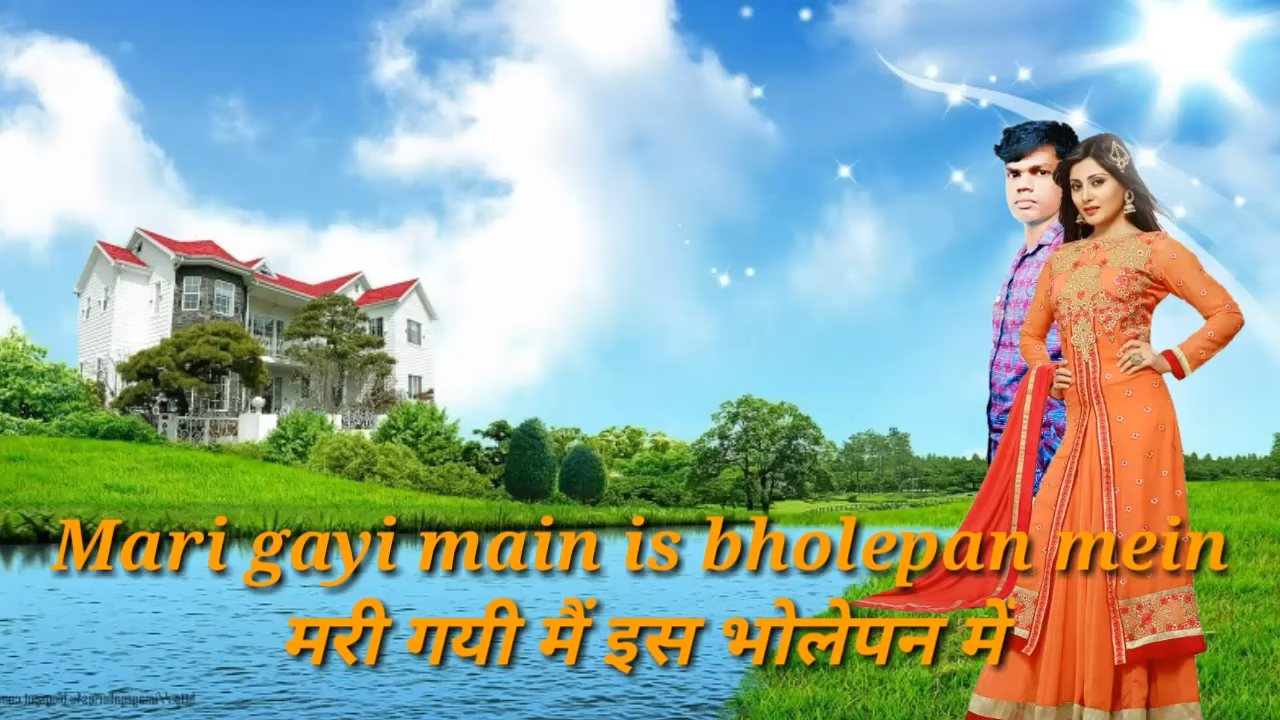 Mari gayi main is bholepan mein
मरी गयी मैं इस भोलेपन में